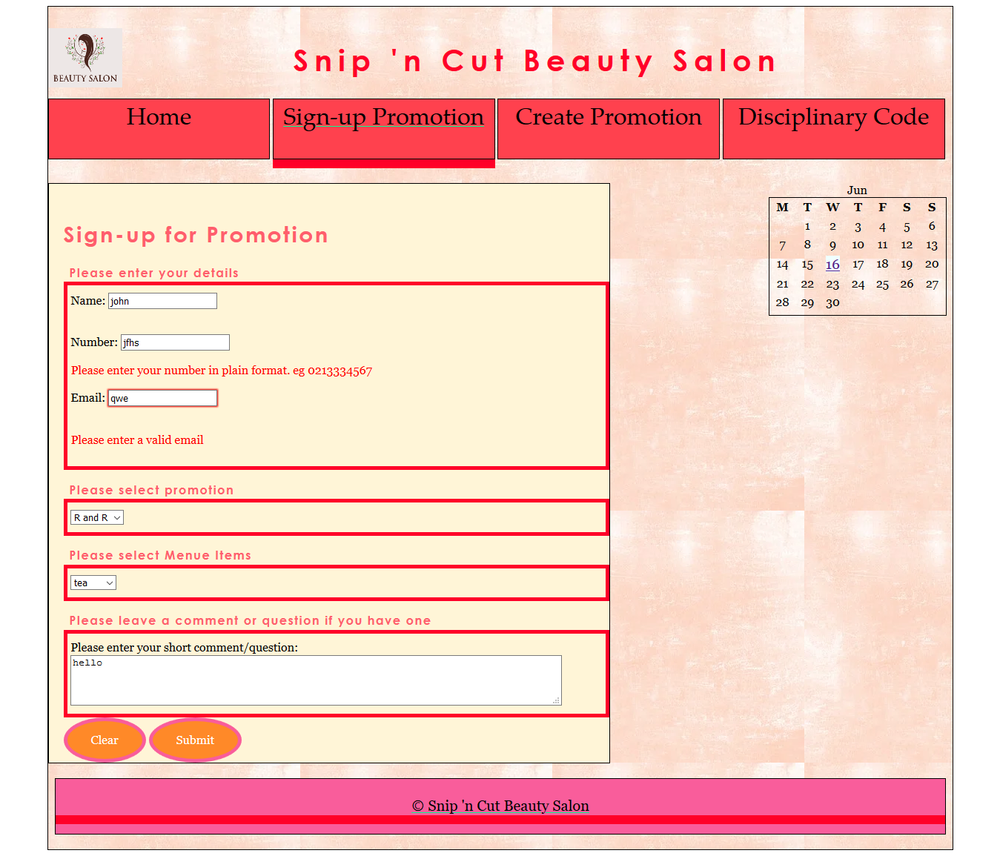 BEAUTY SALON
Snip 'n Cut Beauty Salon
Home Sign-up Promotion Create Promotion Disciplinary Code
Jun
M T W T F S S
1 2 3 4 5 6
7 8 9 10 11 12 13
14 15 16 17 18 19 20
21 22 23 24 25 26 27
28 29 30
Sign-up for Promotion
Please enter your details
Name: john
Number: jfhs
Please enter your number in plain format. eg 0213334567
Email: qwe
Please enter a valid email
Please select promotion
R and R
Please select Menue Items
tea
Please leave a comment or question if you have one
Please enter your short comment/question:
hello
Clear Submit
© Snip 'n Cut Beauty Salon